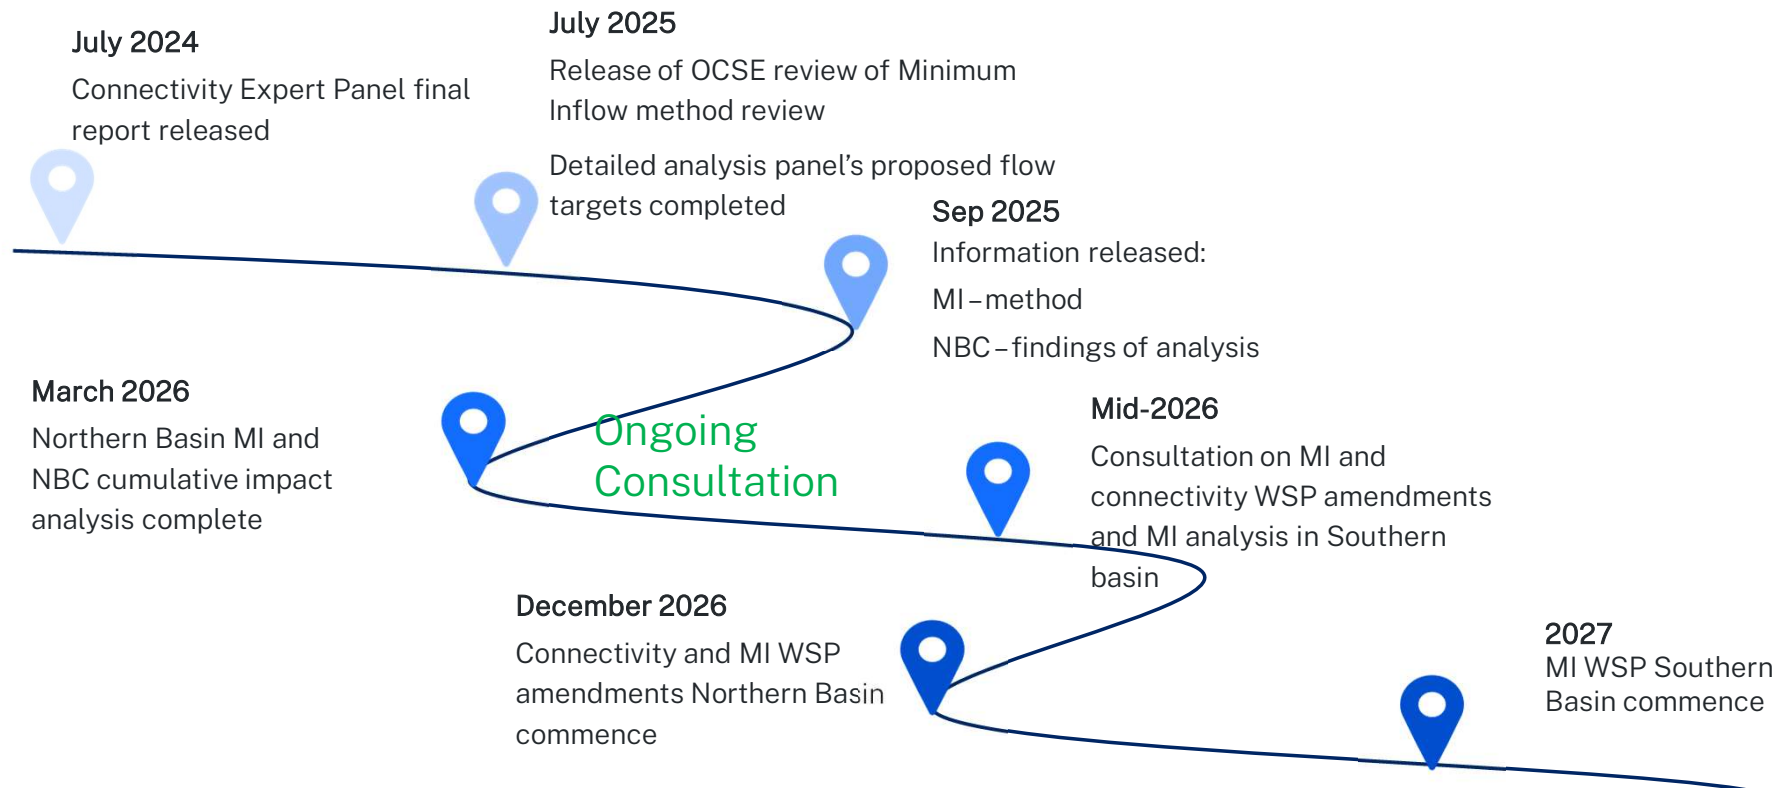 July 2024
Connectivity Expert Panel final
report released
July 2025
Release of OCSE review of Minimum
Inflow method review
Detailed analysis panel’s proposed flow
targets completed
Sep 2025
Information released:
MI – method
NBC – findings of analysis
March 2026
Northern Basin MI and
NBC cumulative impact
analysis complete
Ongoing
Consultation
Mid-2026
Consultation on MI and
connectivity WSP amendments
and MI analysis in Southern
basin
December 2026
Connectivity and MI WSP
amendments Northern Basin
commence
2027
MI WSP Southern
Basin commence